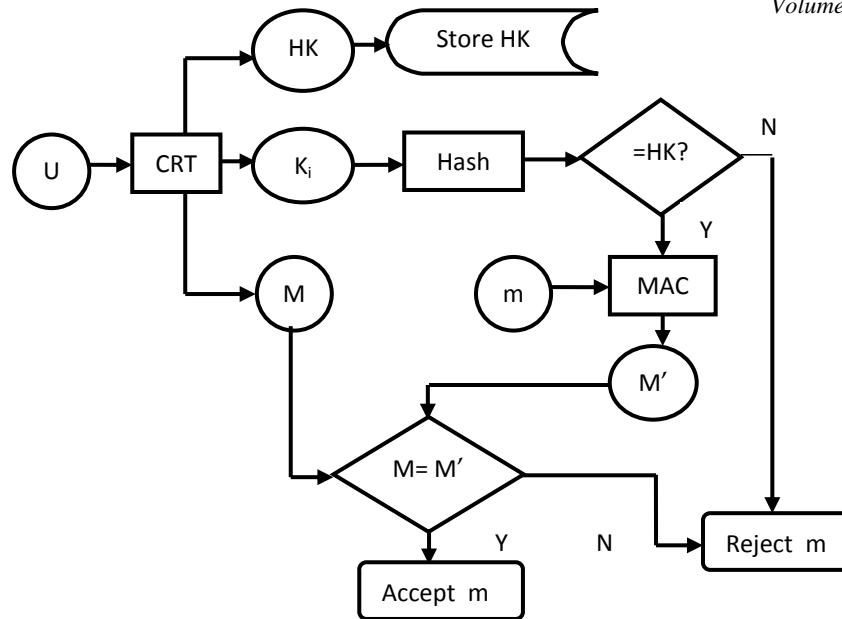 Volume
HK
Store HK
N
U
CRT
Kᵢ
Hash
=HK?
Y
M
m
MAC
M′
M= M′
Y
N
Reject m
Accept m